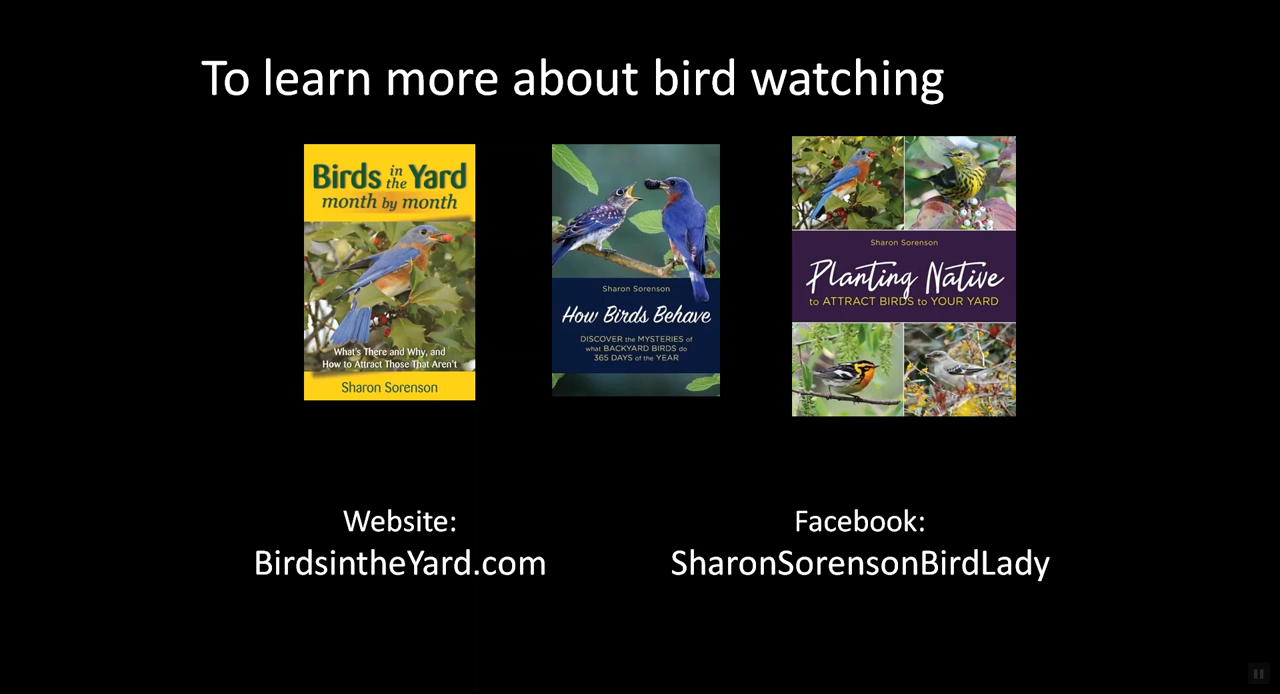 To learn more about bird watching
Birds in the Yard
month by month
What's There and Why, and
How to Attract Those That Aren't
Sharon Sorenson
Sharon Sorenson
How Birds Behave
DISCOVER the MYSTERIES of
what BACKYARD BIRDS do
365 DAYS of the YEAR
Sharon Sorenson
Planting Native
to ATTRACT BIRDS to YOUR YARD
Website:
BirdsintheYard.com
Facebook:
SharonSorensonBirdLady